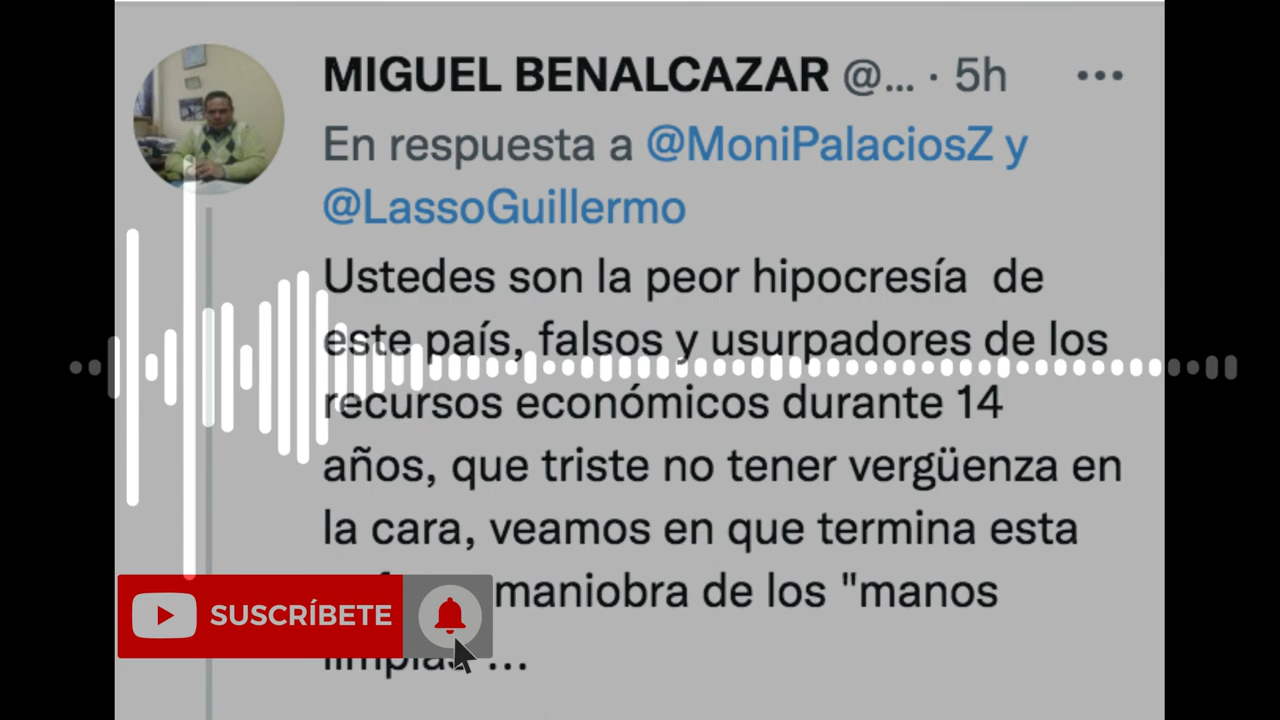 MIGUEL BENALCAZAR @... · 5h
En respuesta a @MoniPalaciosZ y
@LassoGuillermo
Ustedes son la peor hipocresía de
este país, falsos y usurpadores de los
recursos económicos durante 14
años, que triste no tener vergüenza en
la cara, veamos en que termina esta
maniobra de los "manos
limpias"...
SUSCRÍBETE